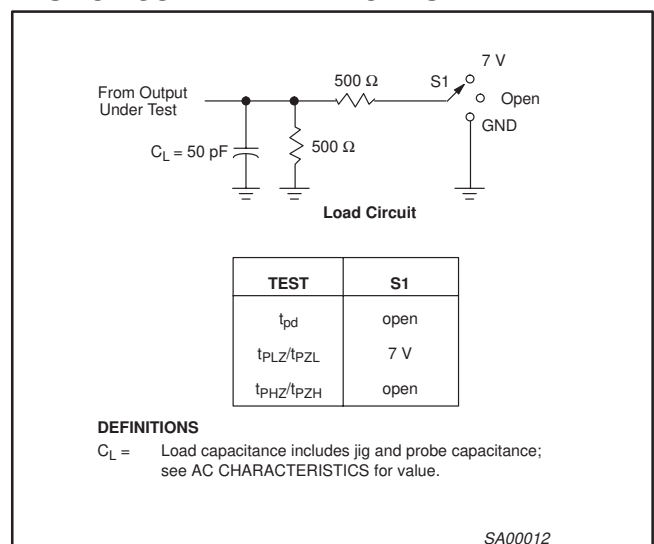 7 V
500 Ω
S1
From Output
Under Test
Open
GND
C_L = 50 pF
500 Ω
Load Circuit
TEST S1
t_pd open
t_PLZ/t_PZL 7 V
t_PHZ/t_PZH open
DEFINITIONS
C_L = Load capacitance includes jig and probe capacitance;
see AC CHARACTERISTICS for value.
SA00012